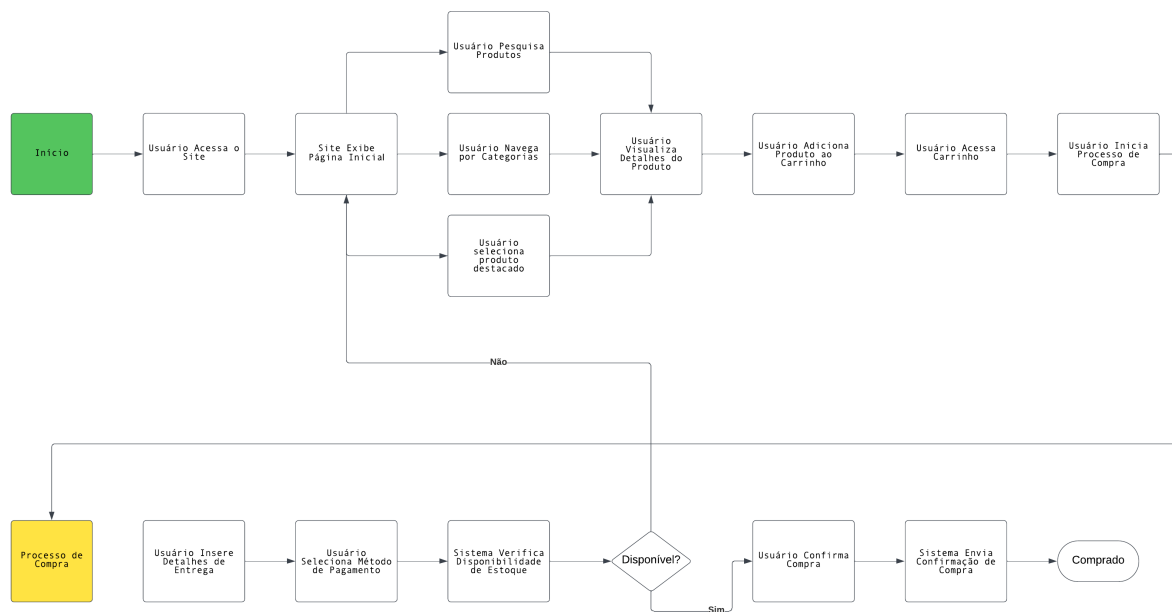 Usuário Pesquisa
Produtos
Início
Usuário Acessa o
Site
Site Exibe
Página Inicial
Usuário Navega
por Categorias
Usuário
Visualiza
Detalhes do
Produto
Usuário Adiciona
Produto ao
Carrinho
Usuário Acessa
Carrinho
Usuário Inicia
Processo de
Compra
Usuário
seleciona
produto
destacado
Não
Processo de
Compra
Usuário Insere
Detalhes de
Entrega
Usuário
Seleciona Método
de Pagamento
Sistema Verifica
Disponibilidade
de Estoque
Disponível?
Sim
Usuário Confirma
Compra
Sistema Envia
Confirmação de
Compra
Comprado